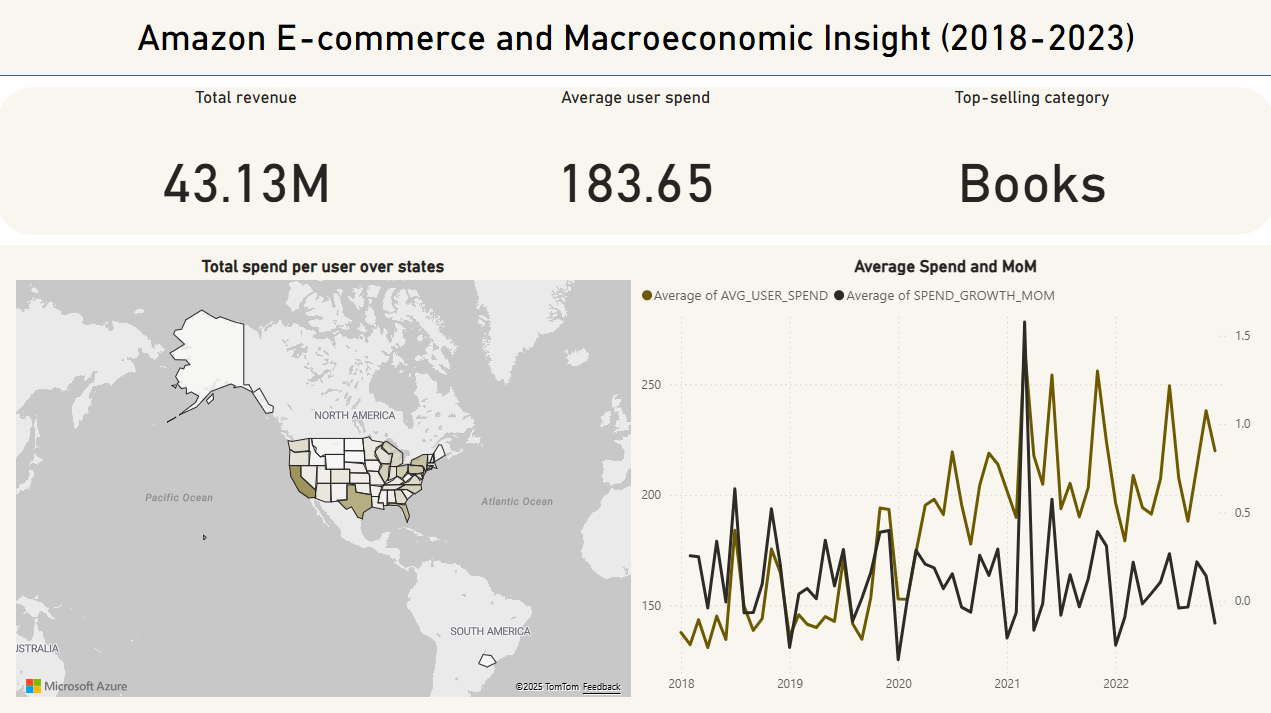 Amazon E-commerce and Macroeconomic Insight (2018-2023)
Total revenue
Average user spend
Top-selling category
43.13M
183.65
Books
Total spend per user over states
NORTH AMERICA
Pacific Ocean
Atlantic Ocean
SOUTH AMERICA
USTRALIA
Microsoft Azure
©2025 TomTom Feedback
Average Spend and MoM
Average of AVG_USER_SPEND Average of SPEND_GROWTH_MOM
1.5
250
1.0
200
0.5
150
0.0
2018 2019 2020 2021 2022